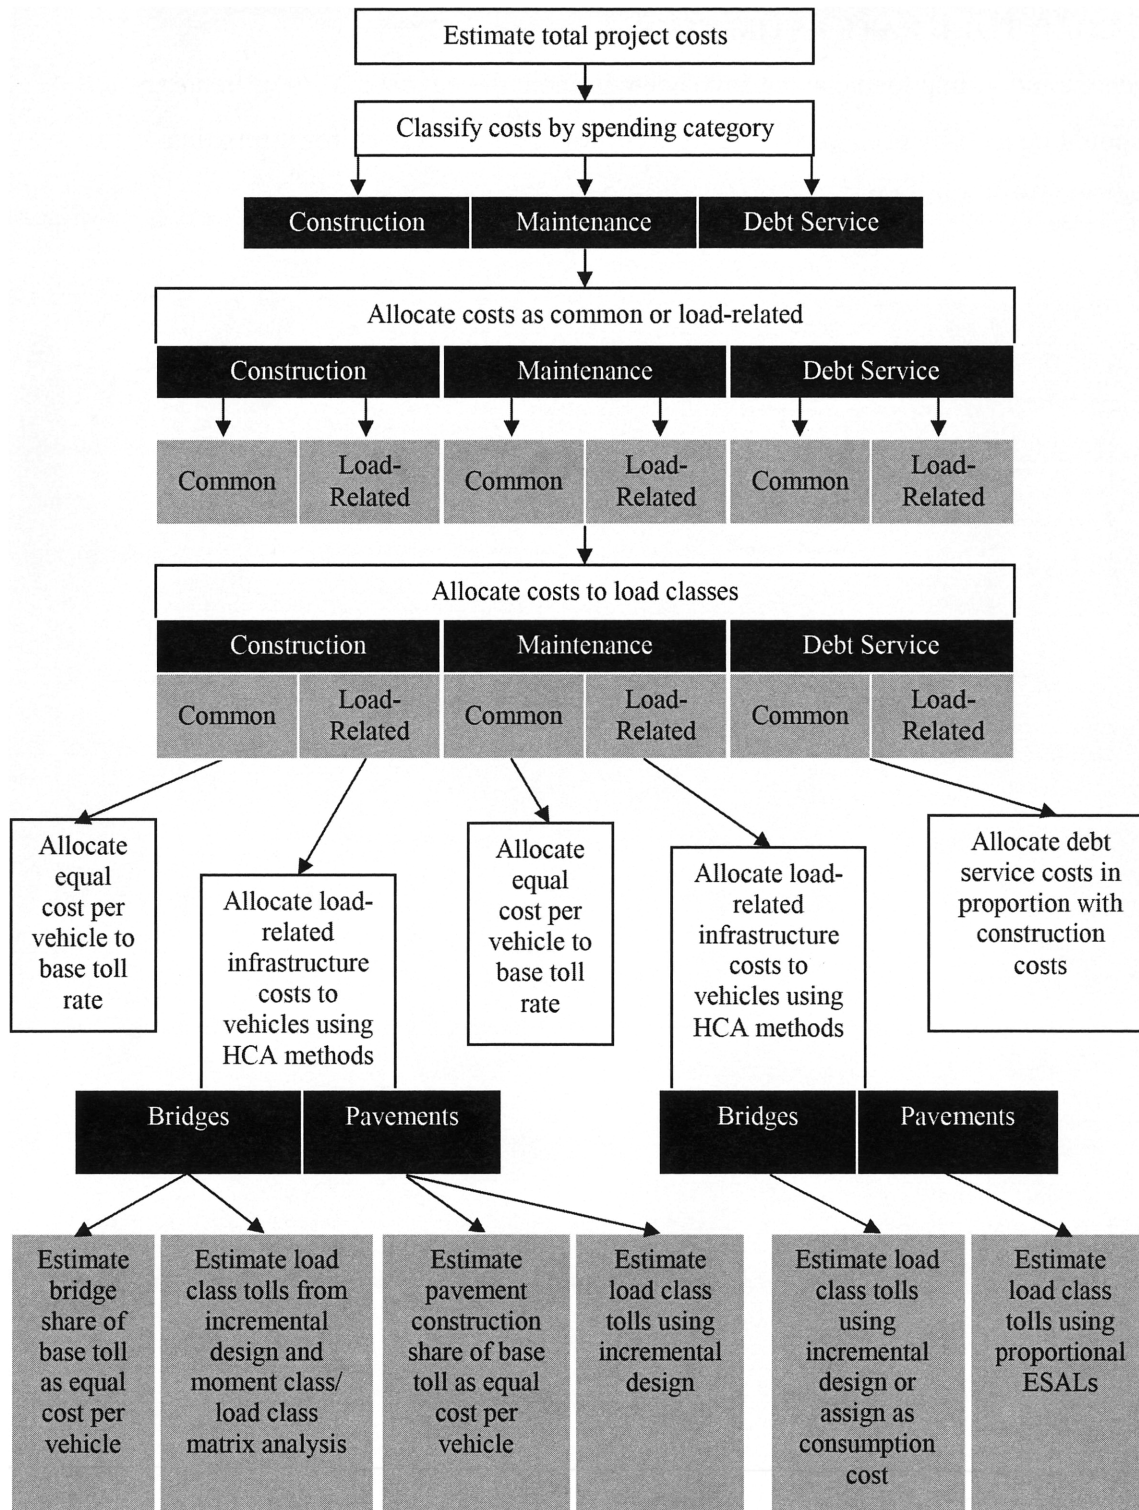 Estimate total project costs
Classify costs by spending category
Construction
Maintenance
Debt Service
Allocate costs as common or load-related
Construction
Maintenance
Debt Service
Common
Load-
Related
Common
Load-
Related
Common
Load-
Related
Allocate costs to load classes
Construction
Maintenance
Debt Service
Common
Load-
Related
Common
Load-
Related
Common
Load-
Related
Allocate
equal
cost per
vehicle to
base toll
rate
Allocate load-
related
infrastructure
costs to
vehicles using
HCA methods
Allocate
equal
cost per
vehicle to
base toll
rate
Allocate load-
related
infrastructure
costs to
vehicles using
HCA methods
Allocate debt
service costs in
proportion with
construction
costs
Bridges
Pavements
Bridges
Pavements
Estimate
bridge
share of
base toll
as equal
cost per
vehicle
Estimate load
class tolls from
incremental
design and
moment class/
load class
matrix analysis
Estimate
pavement
construction
share of base
toll as equal
cost per
vehicle
Estimate
load class
tolls using
incremental
design
Estimate load
class tolls
using
incremental
design or
assign as
consumption
cost
Estimate
load class
tolls using
proportional
ESALs